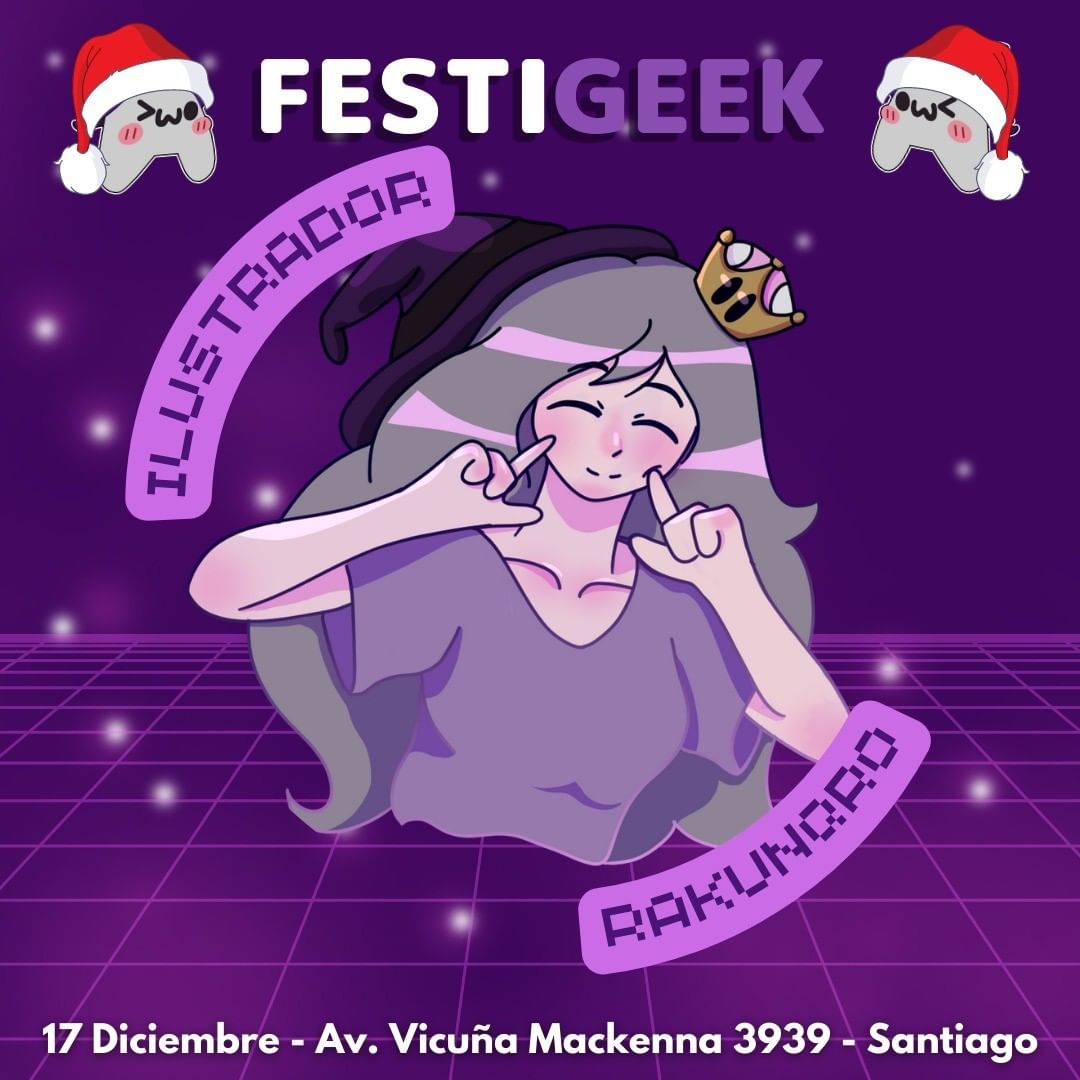 FESTIGEEK
ILUSTRADOR
RAKUNQRO
17 Diciembre - Av. Vicuña Mackenna 3939 - Santiago